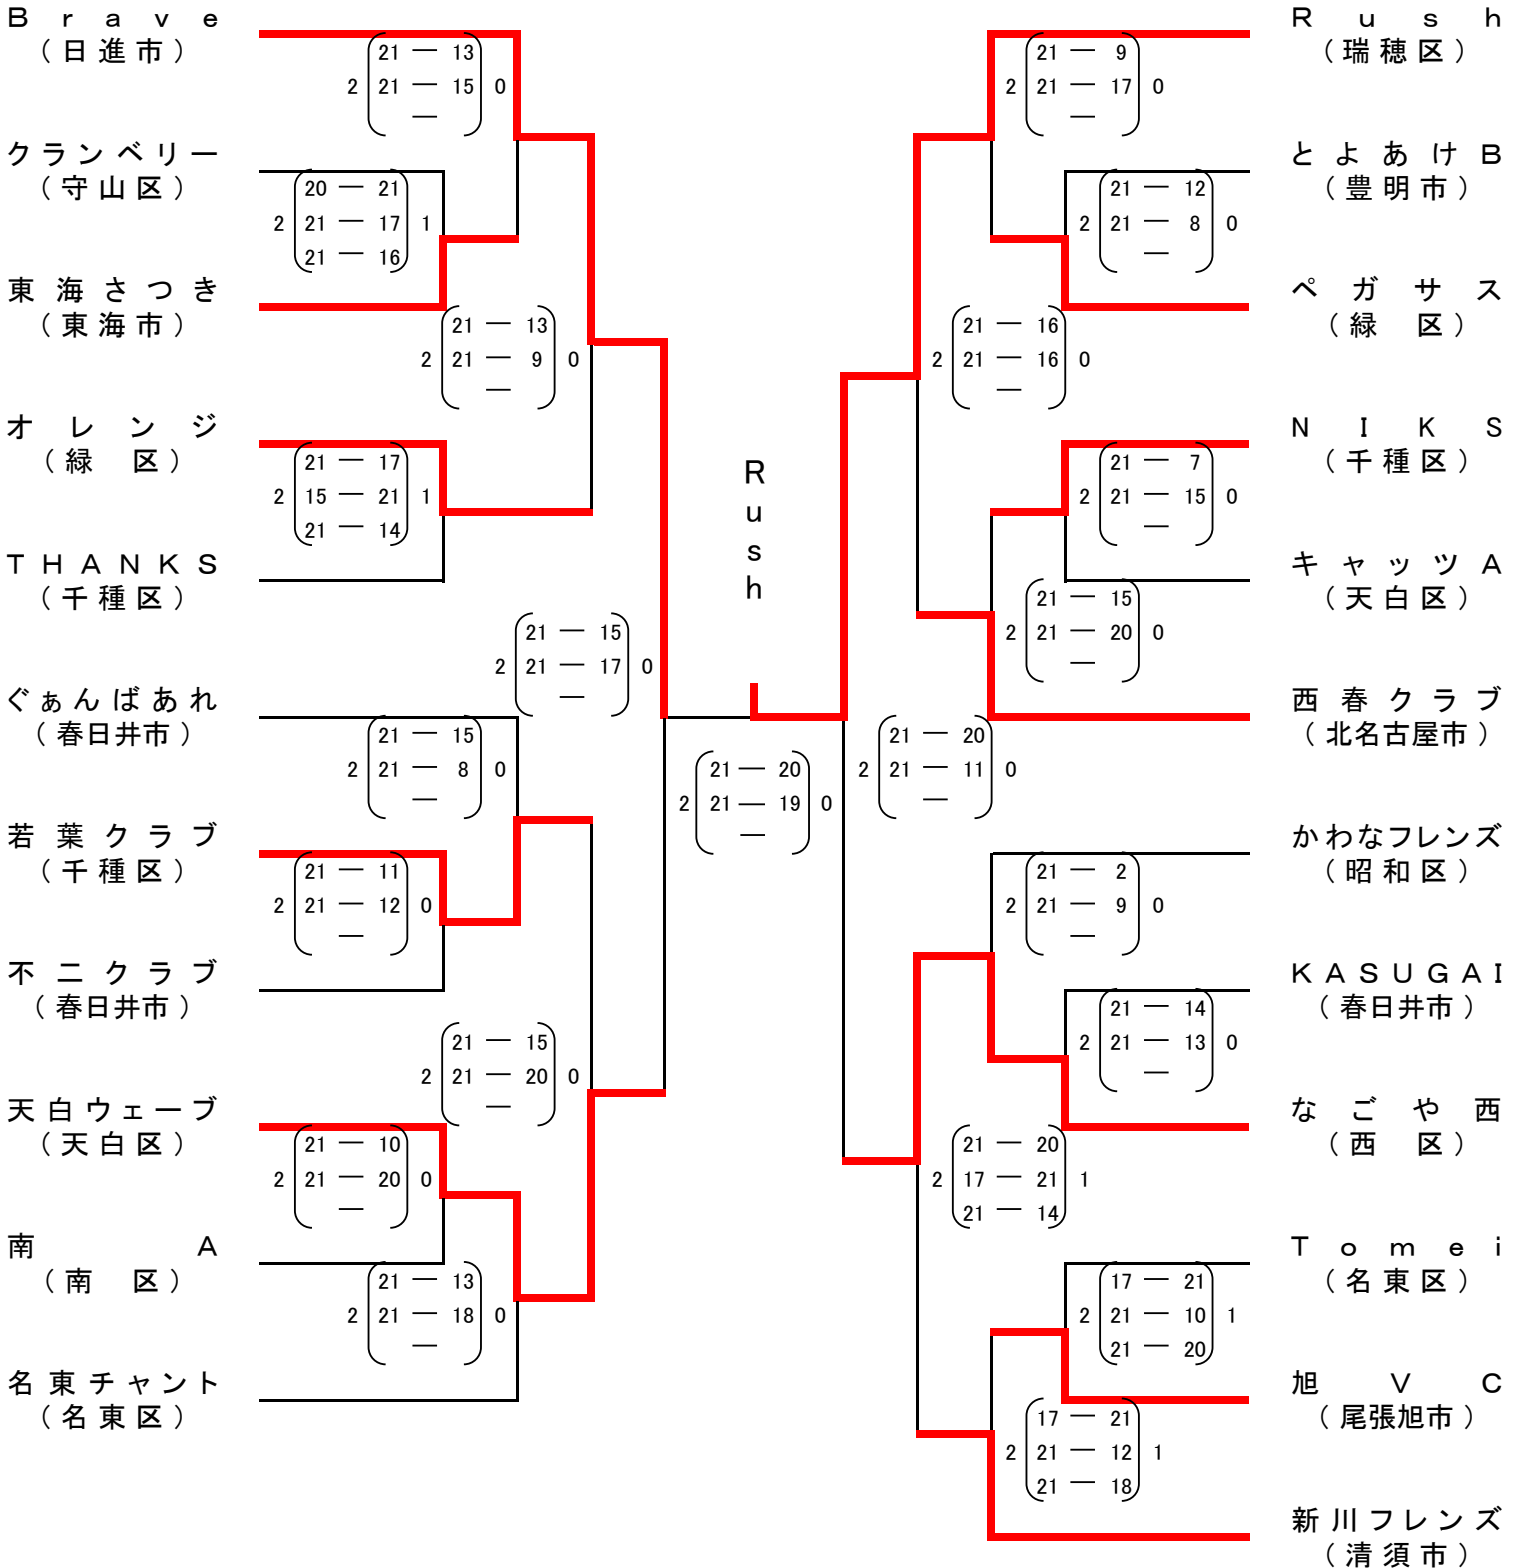 Brave
（日進市）
21 ― 13
2 21 ― 15 0
―
クランベリー
（守山区）
20 ― 21
2 21 ― 17 1
21 ― 16
東海さつき
（東海市）
21 ― 13
2 21 ― 9 0
―
オレンジ
（緑 区）
21 ― 17
2 15 ― 21 1
21 ― 14
THANKS
（千種区）
21 ― 15
2 21 ― 17 0
―
ぐぁんばあれ
（春日井市）
21 ― 15
2 21 ― 8 0
―
若葉クラブ
（千種区）
21 ― 11
2 21 ― 12 0
―
不二クラブ
（春日井市）
21 ― 15
2 21 ― 20 0
―
天白ウェーブ
（天白区）
21 ― 10
2 21 ― 20 0
―
南 A
（南 区）
21 ― 13
2 21 ― 18 0
―
名東チャント
（名東区）
Rush
21 ― 20
2 21 ― 19 0
―
Rush
（瑞穂区）
21 ― 9
2 21 ― 17 0
―
とよあけB
（豊明市）
21 ― 12
2 21 ― 8 0
―
ペガサス
（緑 区）
21 ― 16
2 21 ― 16 0
―
NIKS
（千種区）
21 ― 7
2 21 ― 15 0
―
キャッツA
（天白区）
21 ― 15
2 21 ― 20 0
―
西春クラブ
（北名古屋市）
21 ― 20
2 21 ― 11 0
―
かわなフレンズ
（昭和区）
21 ― 2
2 21 ― 9 0
―
KASUGAI
（春日井市）
21 ― 14
2 21 ― 13 0
―
なごや西
（西 区）
21 ― 20
2 17 ― 21 1
21 ― 14
Tomei
（名東区）
17 ― 21
2 21 ― 10 1
21 ― 20
旭VC
（尾張旭市）
17 ― 21
2 21 ― 12 1
21 ― 18
新川フレンズ
（清須市）